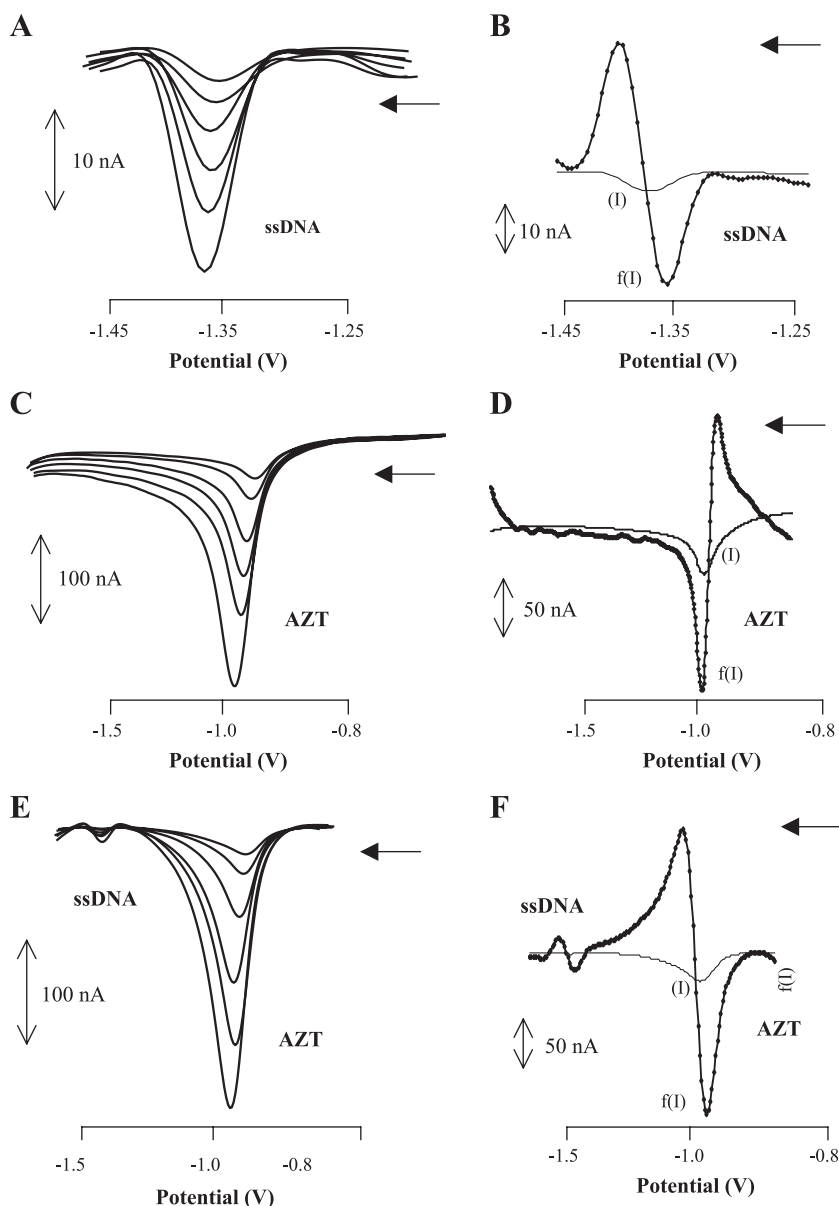 A
10 nA
ssDNA
-1.45 -1.35 -1.25
Potential (V)
B
(I)
10 nA
ssDNA
f(I)
-1.45 -1.35 -1.25
Potential (V)
C
100 nA
AZT
-1.5 -1.0 -0.8
Potential (V)
D
(I)
50 nA
AZT
f(I)
-1.5 -1.0 -0.8
Potential (V)
E
ssDNA
100 nA
AZT
-1.5 -1.0 -0.8
Potential (V)
F
ssDNA
(I)
f(I)
AZT
50 nA
f(I)
-1.5 -1.0 -0.8
Potential (V)